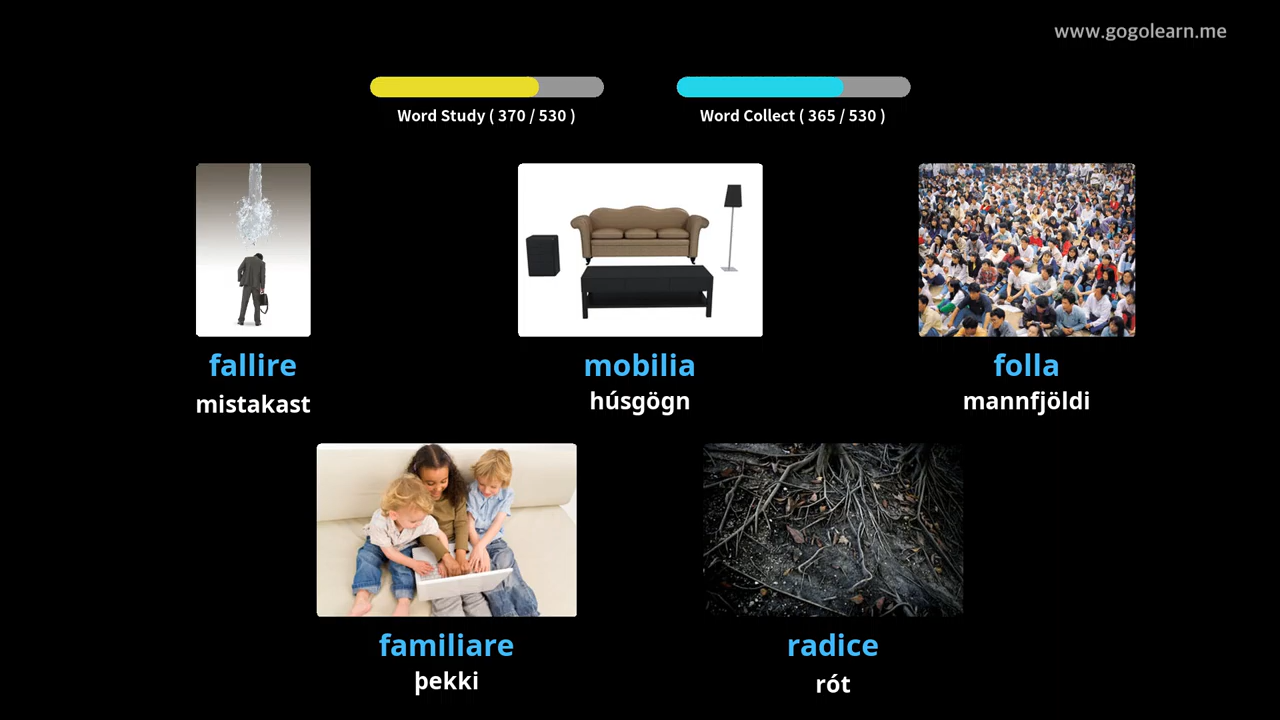 www.gogolearn.me
Word Study ( 370 / 530 )
Word Collect ( 365 / 530 )
fallire
mistakast
mobilia
húsgögn
folla
mannfjöldi
familiare
þekki
radice
rót